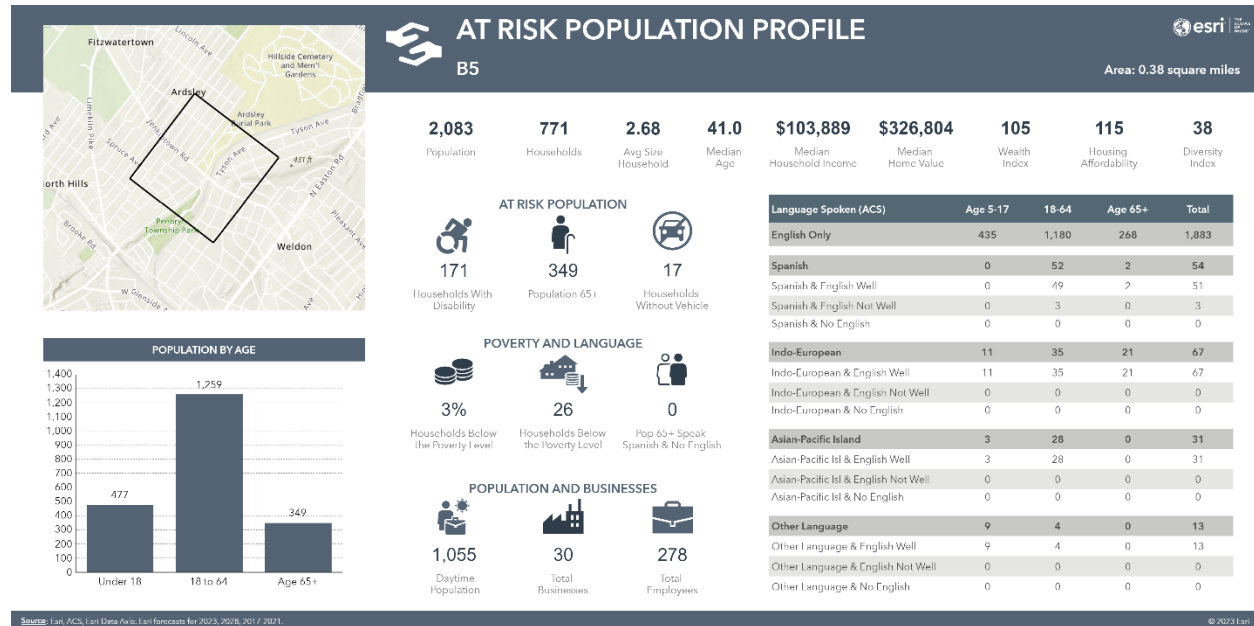 AT RISK POPULATION PROFILE
B5
esri
THE
SCIENCE
OF
WHERE
Area: 0.38 square miles
Fitzwatertown
Lincoln Ave
Hillside Cemetery
and Mem'l
Gardens
Ardsley
Ardsley
Burial Park
Limekiln Pike
Jenkintown Rd
Tyson Ave
Tyson Ave
Spruce Ave
431 ft
N Easton Rd
orth Hills
Penbryn
Township Park
Brooke Rd
Pleasant Ave
Weldon
W Glenside Ave
2,083
Population
771
Households
2.68
Avg Size
Household
41.0
Median
Age
$103,889
Median
Household Income
$326,804
Median
Home Value
105
Wealth
Index
115
Housing
Affordability
38
Diversity
Index
AT RISK POPULATION
171
Households With
Disability
349
Population 65+
17
Households
Without Vehicle
POVERTY AND LANGUAGE
3%
Households Below
the Poverty Level
26
Households Below
the Poverty Level
0
Pop 65+ Speak
Spanish & No English
POPULATION AND BUSINESSES
1,055
Daytime
Population
30
Total
Businesses
278
Total
Employees
POPULATION BY AGE
1,400
1,300
1,200
1,100
1,000
900
800
700
600
500
400
300
200
100
0
477
1,259
349
Under 18 18 to 64 Age 65+
Language Spoken (ACS) Age 5-17 18-64 Age 65+ Total
English Only 435 1,180 268 1,883
Spanish 0 52 2 54
Spanish & English Well 0 49 2 51
Spanish & English Not Well 0 3 0 3
Spanish & No English 0 0 0 0
Indo-European 11 35 21 67
Indo-European & English Well 11 35 21 67
Indo-European & English Not Well 0 0 0 0
Indo-European & No English 0 0 0 0
Asian-Pacific Island 3 28 0 31
Asian-Pacific Isl & English Well 3 28 0 31
Asian-Pacific Isl & English Not Well 0 0 0 0
Asian-Pacific Isl & No English 0 0 0 0
Other Language 9 4 0 13
Other Language & English Well 9 4 0 13
Other Language & English Not Well 0 0 0 0
Other Language & No English 0 0 0 0
Source: Esri, ACS, Esri-Data Axle. Esri forecasts for 2023, 2028, 2017-2021.
© 2023 Esri